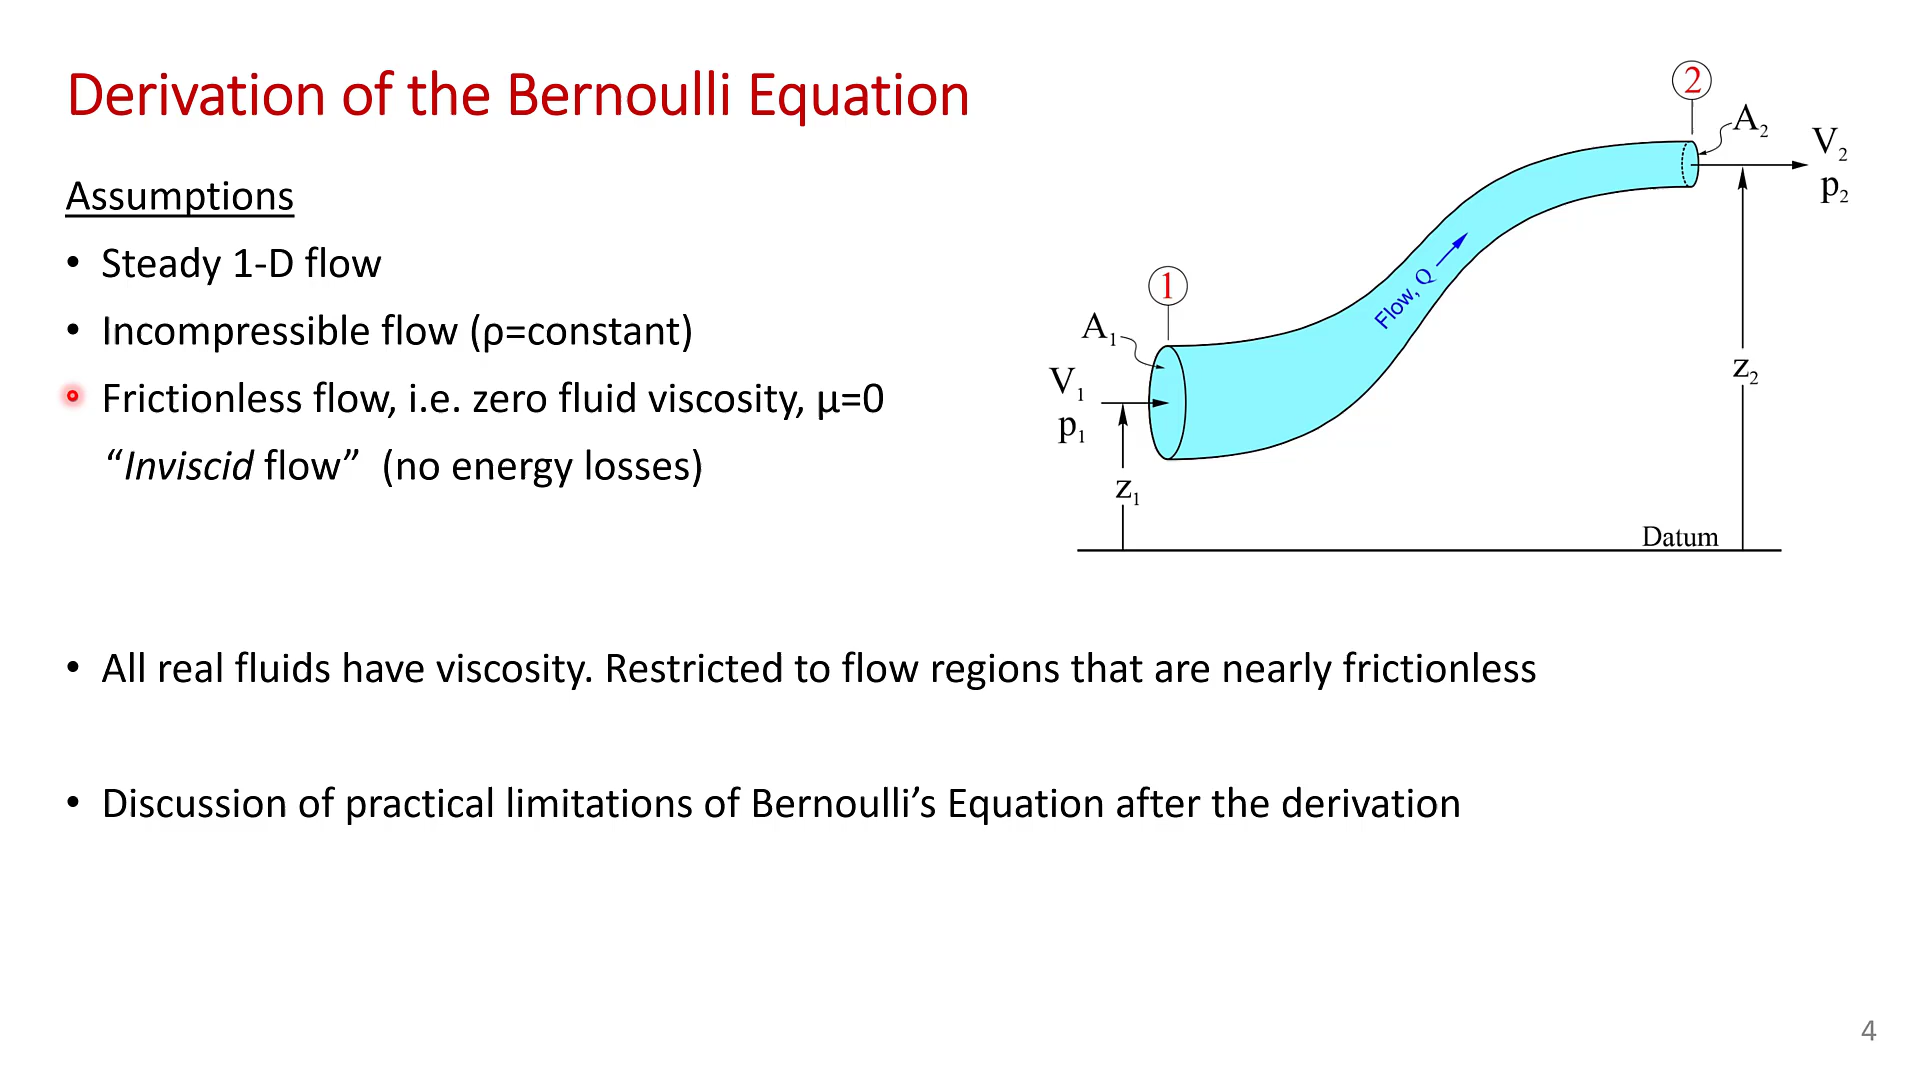 Derivation of the Bernoulli Equation
Assumptions
• Steady 1-D flow
• Incompressible flow (ρ=constant)
• Frictionless flow, i.e. zero fluid viscosity, μ=0
“Inviscid flow” (no energy losses)
2
A₂
V₂
p₂
1
A₁
V₁
p₁
Flow, Q
z₁
z₂
Datum
• All real fluids have viscosity. Restricted to flow regions that are nearly frictionless
• Discussion of practical limitations of Bernoulli’s Equation after the derivation
4